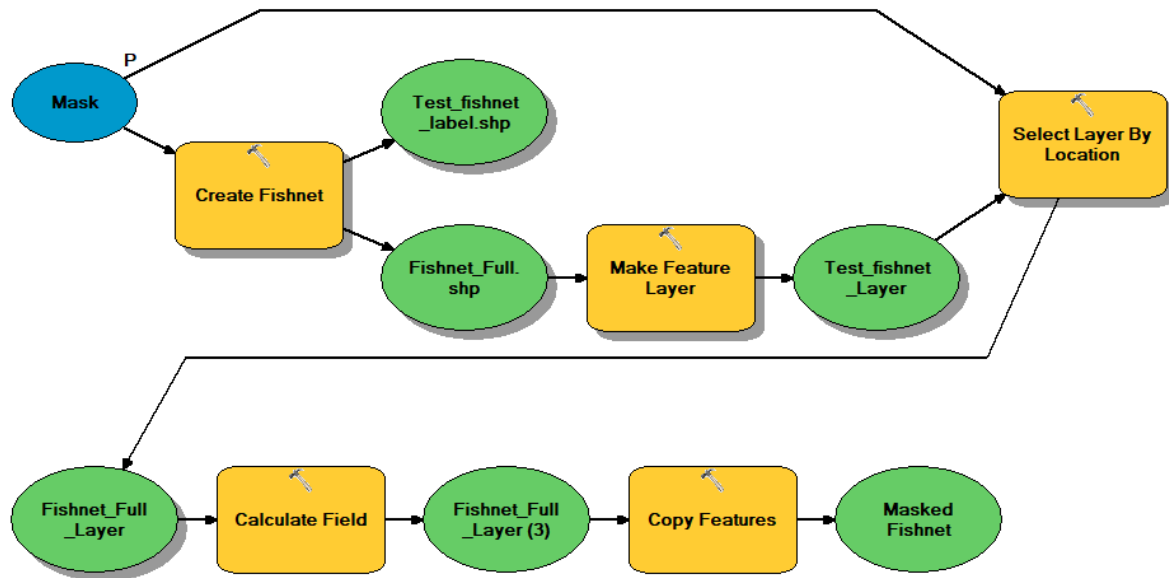 P
Mask
Test_fishnet
_label.shp
Select Layer By
Location
Create Fishnet
Fishnet_Full.
shp
Make Feature
Layer
Test_fishnet
_Layer
Fishnet_Full
_Layer
Calculate Field
Fishnet_Full
_Layer (3)
Copy Features
Masked
Fishnet